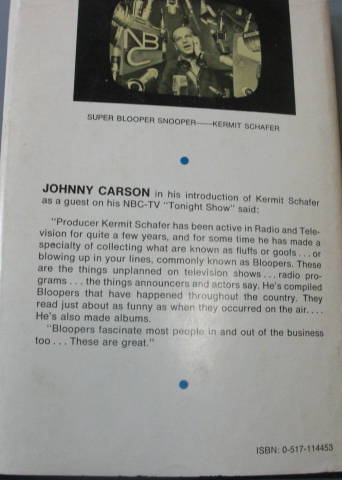 NBC
SUPER BLOOPER SNOOPER——KERMIT SCHAFER
JOHNNY CARSON in his introduction of Kermit Schafer
as a guest on his NBC-TV "Tonight Show" said:
"Producer Kermit Schafer has been active in Radio and Tele-
vision for quite a few years, and for some time he has made a
specialty of collecting what are known as fluffs or goofs . . . or
blowing up in your lines, commonly known as Bloopers. These
are the things unplanned on television shows . . . radio pro-
grams . . . the things announcers and actors say. He's compiled
Bloopers that have happened throughout the country. They
read just about as funny as when they occurred on the air. . . .
He's also made albums.
"Bloopers fascinate most people in and out of the business
too . . . These are great."
ISBN: 0-517-114453